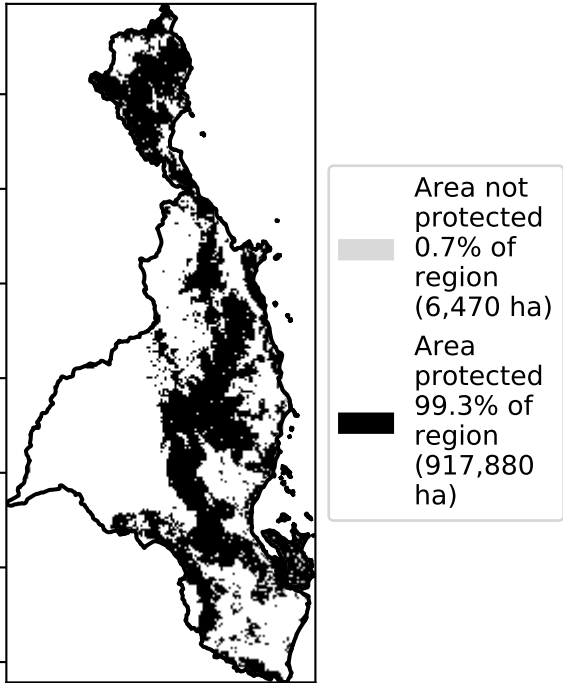 Area not
protected
0.7% of
region
(6,470 ha)
Area
protected
99.3% of
region
(917,880
ha)